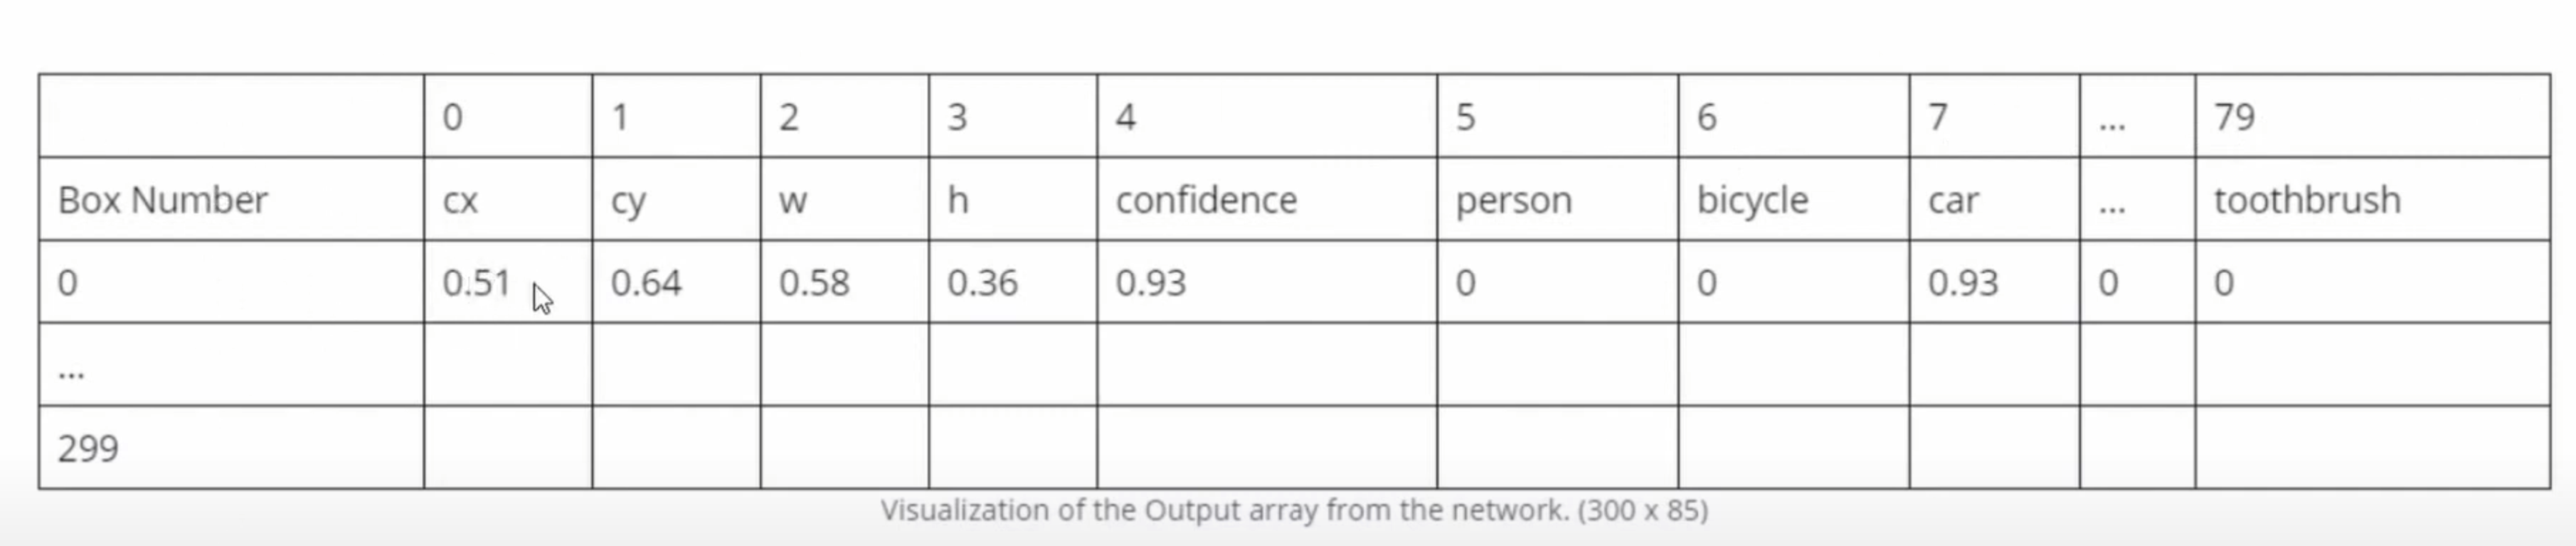 0 1 2 3 4 5 6 7 ... 79
Box Number cx cy w h confidence person bicycle car ... toothbrush
0 0.51 0.64 0.58 0.36 0.93 0 0 0.93 0 0
...
299
Visualization of the Output array from the network. (300 x 85)